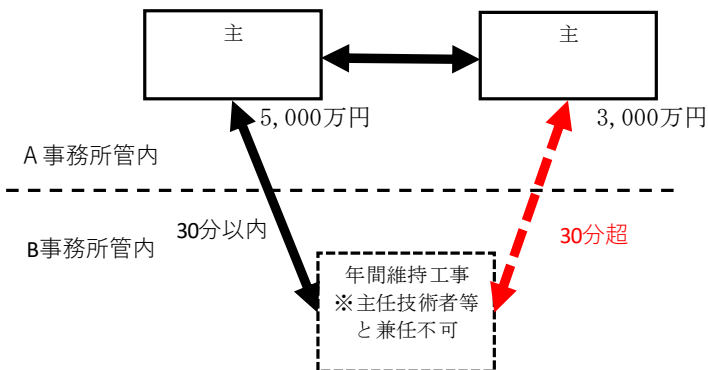 主
主
5,000万円
3,000万円
A事務所管内
30分以内
30分超
B事務所管内
年間維持工事
※主任技術者等
と兼任不可